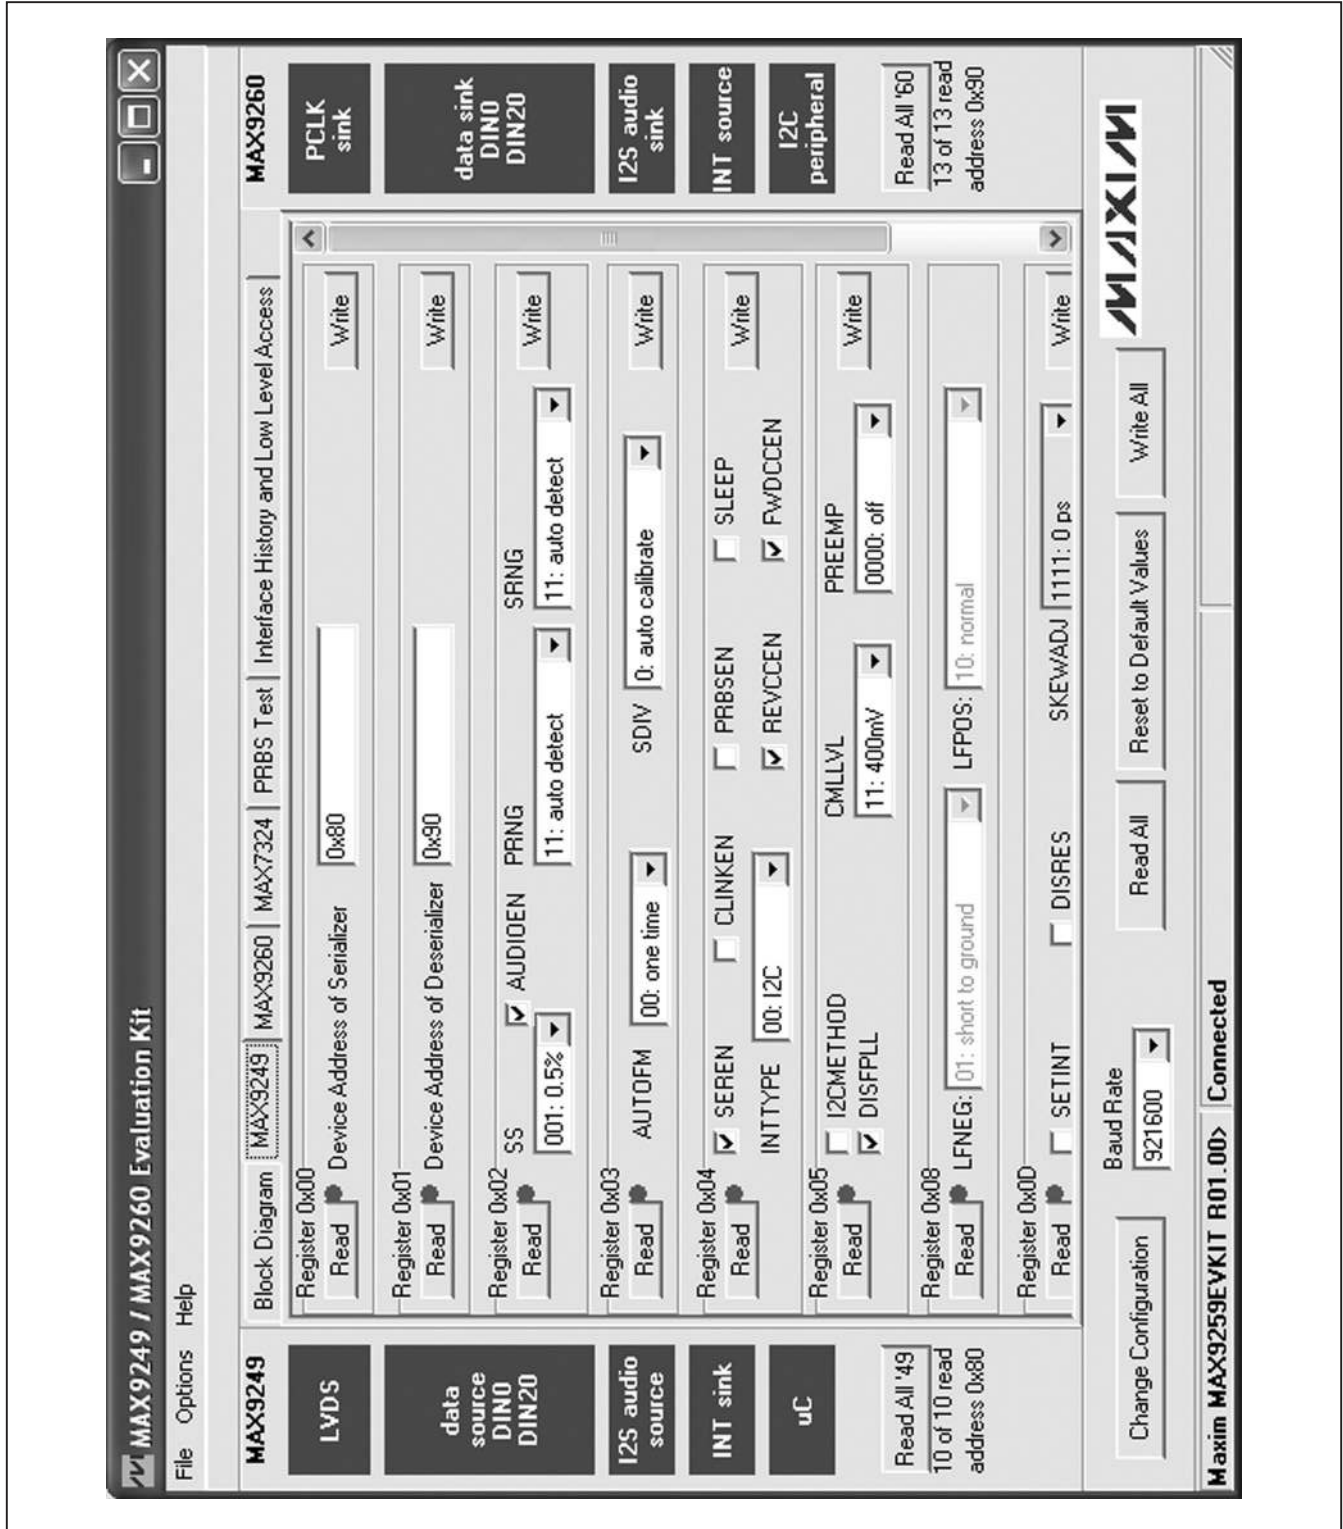 MAX9249 / MAX9260 Evaluation Kit
File Options Help
MAX9249
LVDS
data
source
DIN0
DIN20
I2S audio
source
INT sink
uC
Read All '49
10 of 10 read
address 0x80
Block Diagram MAX9249 MAX9260 MAX7324 PRBS Test Interface History and Low Level Access
Register 0x00
Read Device Address of Serializer 0x80 Write
Register 0x01
Read Device Address of Deserializer 0x90 Write
Register 0x02
SS AUDIOEN PRNG SRNG
Read 001: 0.5% 11: auto detect 11: auto detect Write
Register 0x03
Read AUTOFM 00: one time SDIV 0: auto calibrate Write
Register 0x04
Read SEREN CLINKEN PRBSEN SLEEP Write
INTTYPE 00: I2C REVCCEN FWDCCEN
Register 0x05
I2CMETHOD CMLLVL PREEMP
Read DISFPLL 11: 400mV 0000: off Write
Register 0x08
Read LFNEG: 01: short to ground LFPOS: 10: normal
Register 0x0D
Read SETINT DISRES SKEWADJ 1111: 0 ps Write
MAX9260
PCLK
sink
data sink
DIN0
DIN20
I2S audio
sink
INT source
I2C
peripheral
Read All '60
13 of 13 read
address 0x90
Change Configuration
Baud Rate
921600
Read All
Reset to Default Values
Write All
MAXIM
Maxim MAX9259EVKIT R01.00> Connected